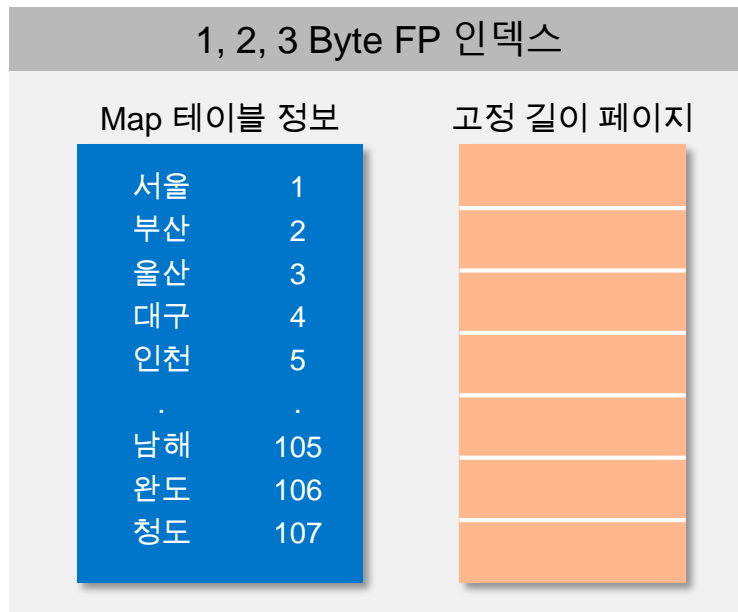 1, 2, 3 Byte FP 인덱스
Map 테이블 정보
고정 길이 페이지
서울 1
부산 2
울산 3
대구 4
인천 5
. .
남해 105
완도 106
청도 107